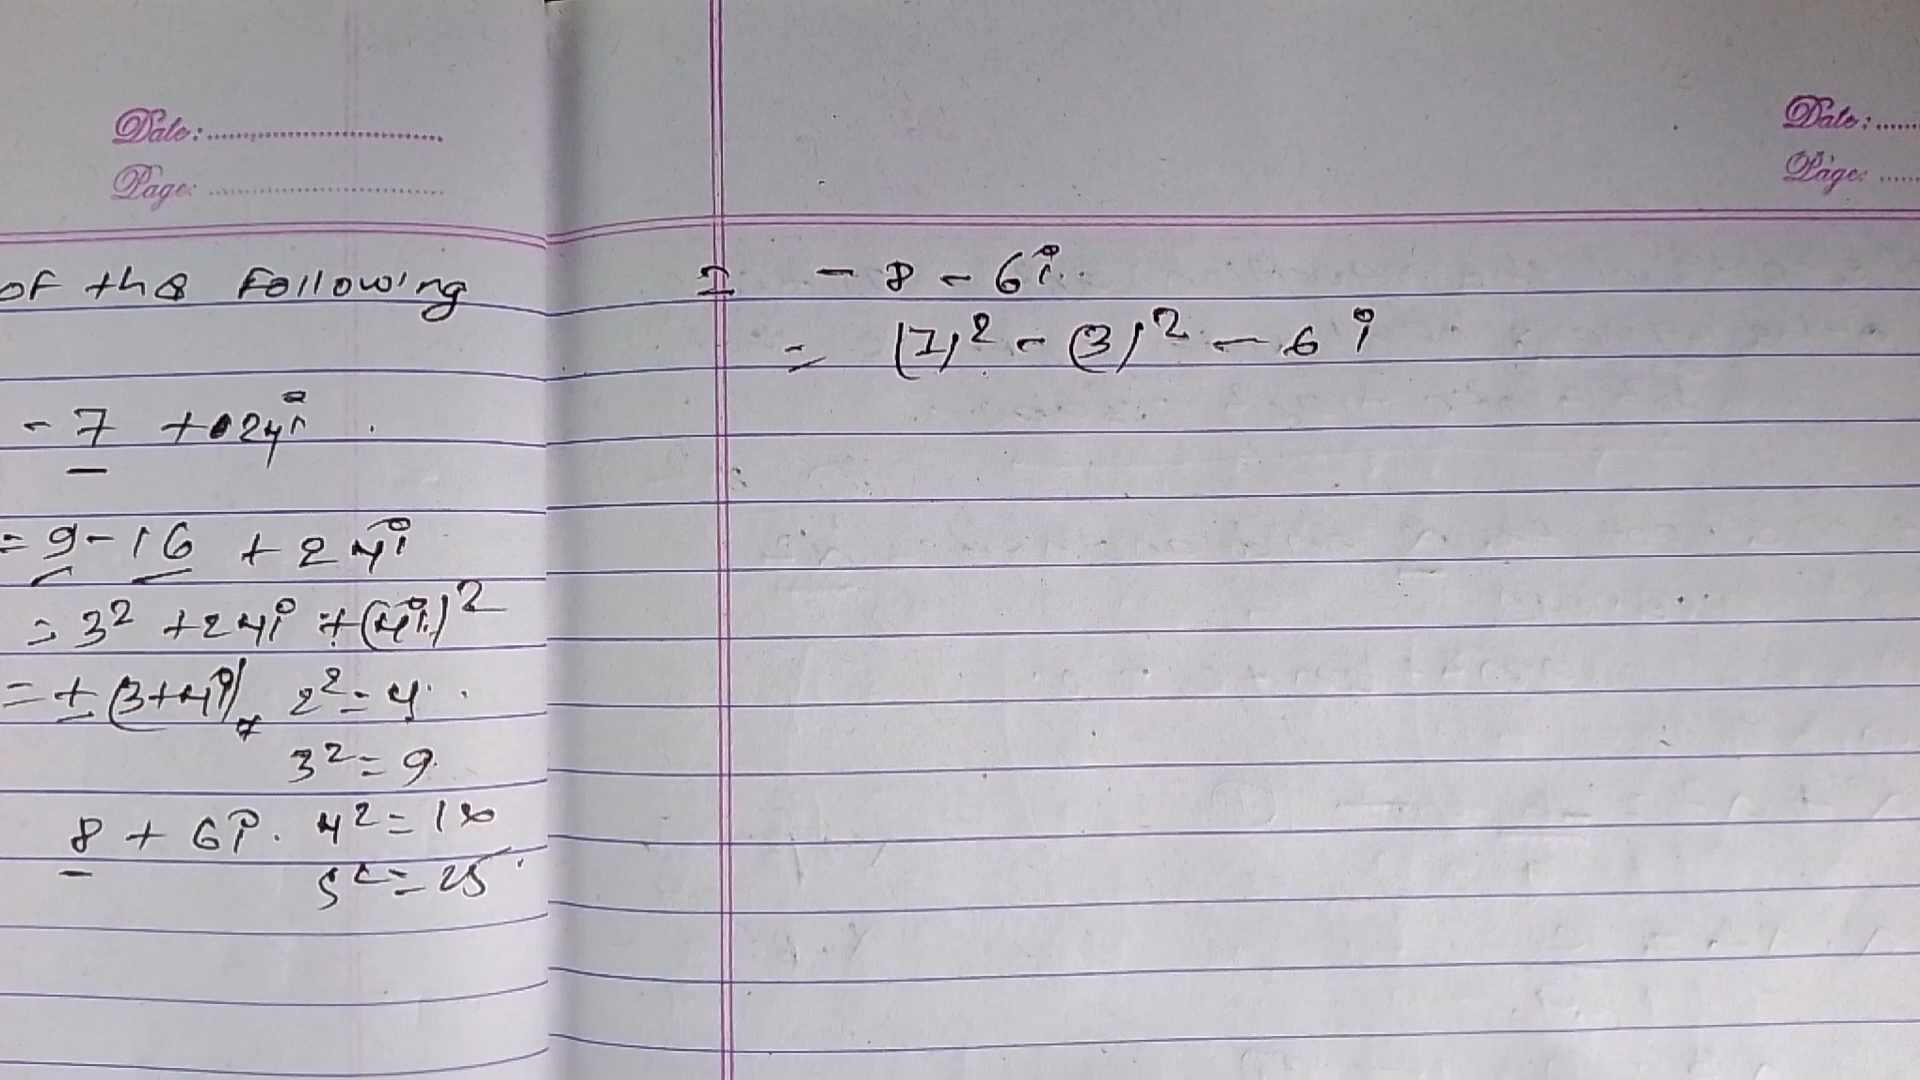 Date:
Page:
of the Following
- 7 + 24i
= 9 - 16 + 24i
= 3² + 24i + (4i)²
= ± (3+4i) 2² = 4
3² = 9
8 + 6i. 4² = 16
5² = 25
Date:
Page:
- 8 - 6i
= (1)² - (3)² - 6i